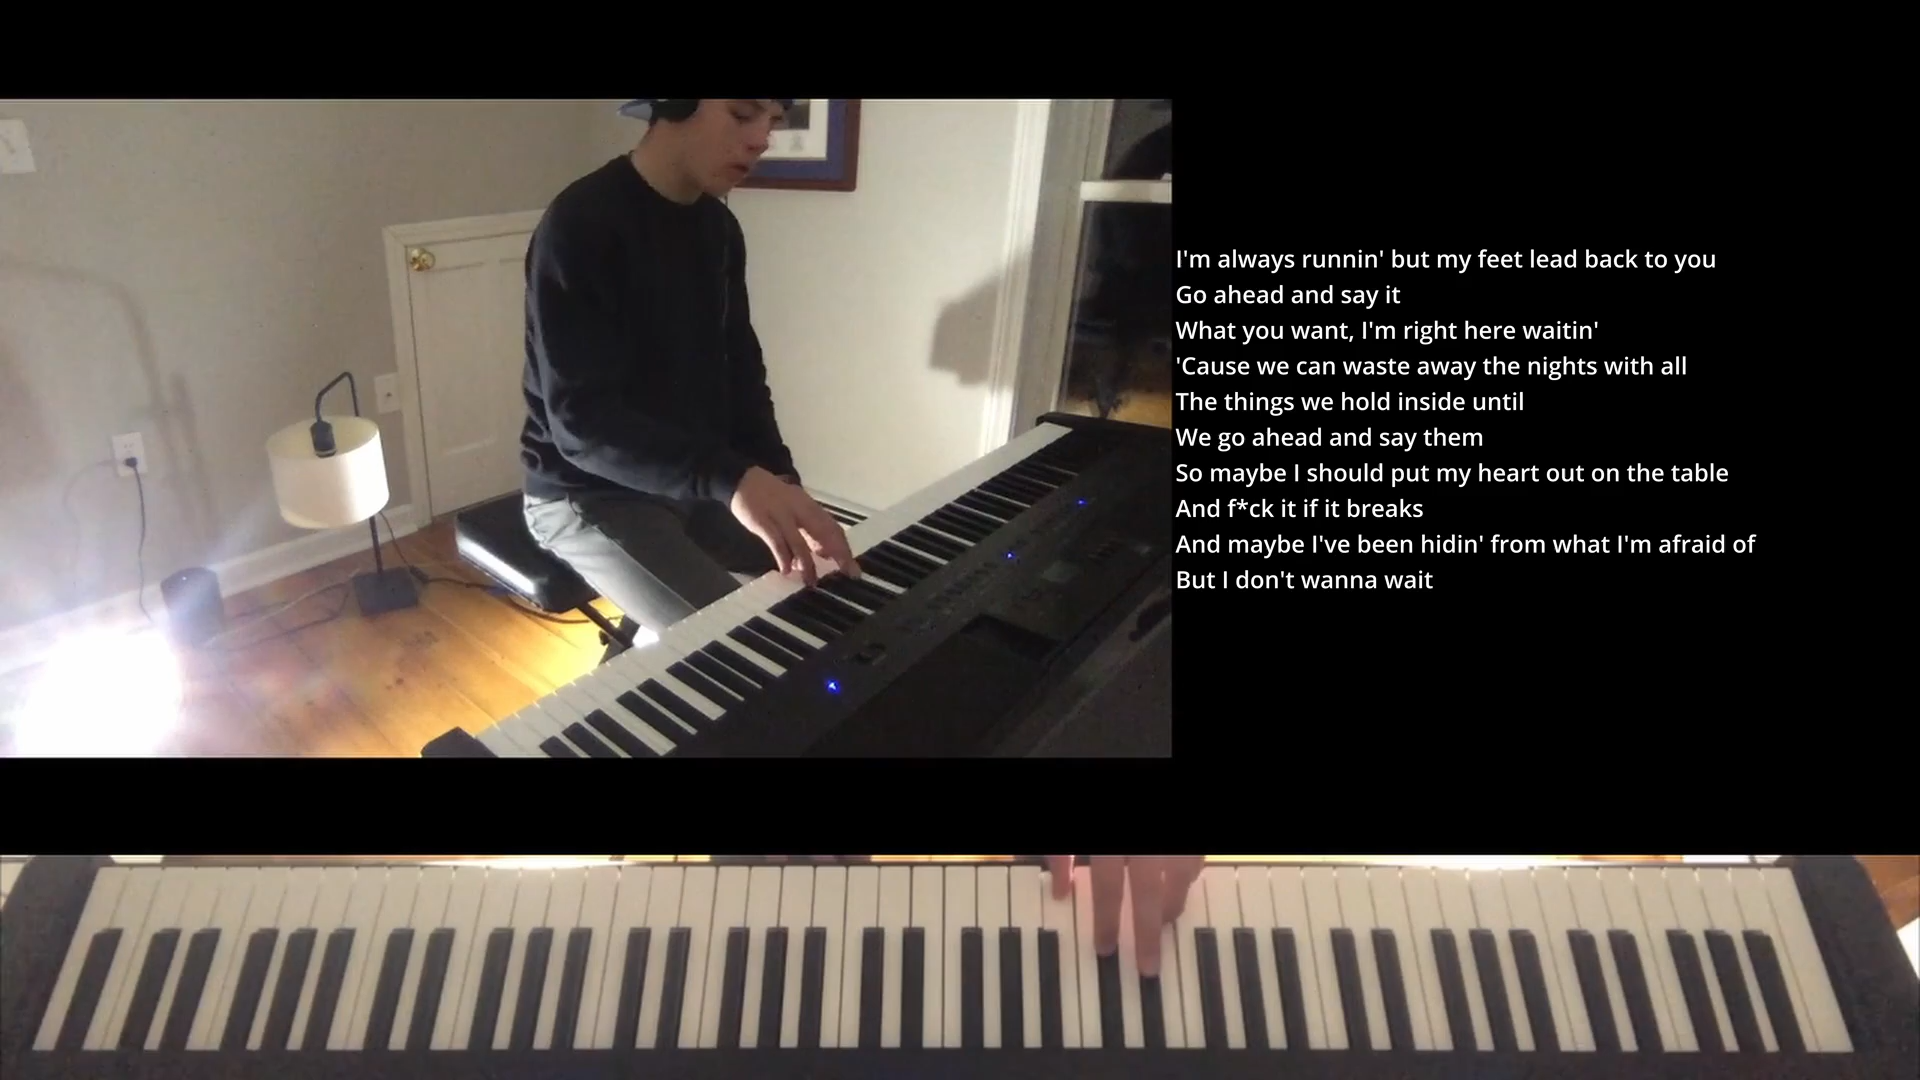 I'm always runnin' but my feet lead back to you
Go ahead and say it
What you want, I'm right here waitin'
'Cause we can waste away the nights with all
The things we hold inside until
We go ahead and say them
So maybe I should put my heart out on the table
And f*ck it if it breaks
And maybe I've been hidin' from what I'm afraid of
But I don't wanna wait